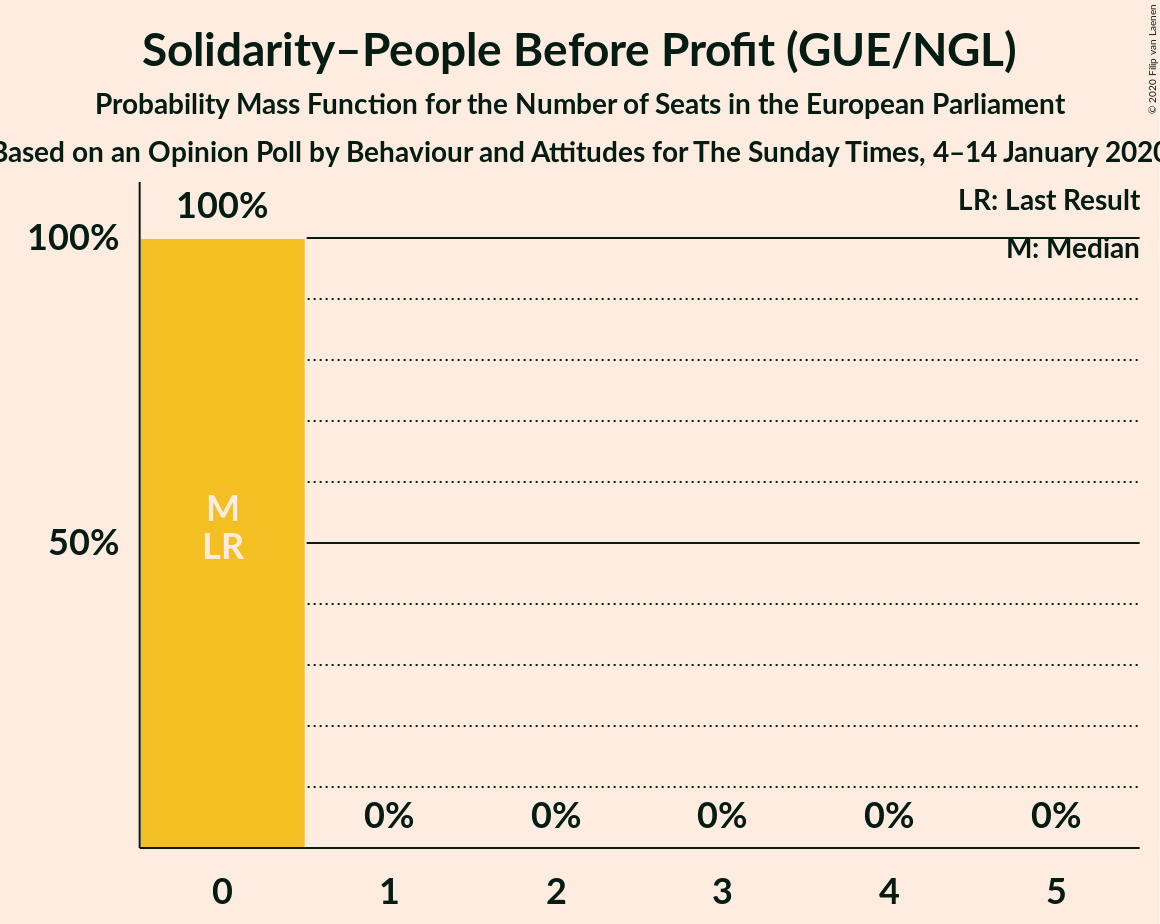 Solidarity–People Before Profit (GUE/NGL)
Probability Mass Function for the Number of Seats in the European Parliament
Based on an Opinion Poll by Behaviour and Attitudes for The Sunday Times, 4–14 January 2020
© 2020 Filip van Laenen
LR: Last Result
M: Median
100%
100%
50%
M
LR
0% 0% 0% 0% 0%
0 1 2 3 4 5